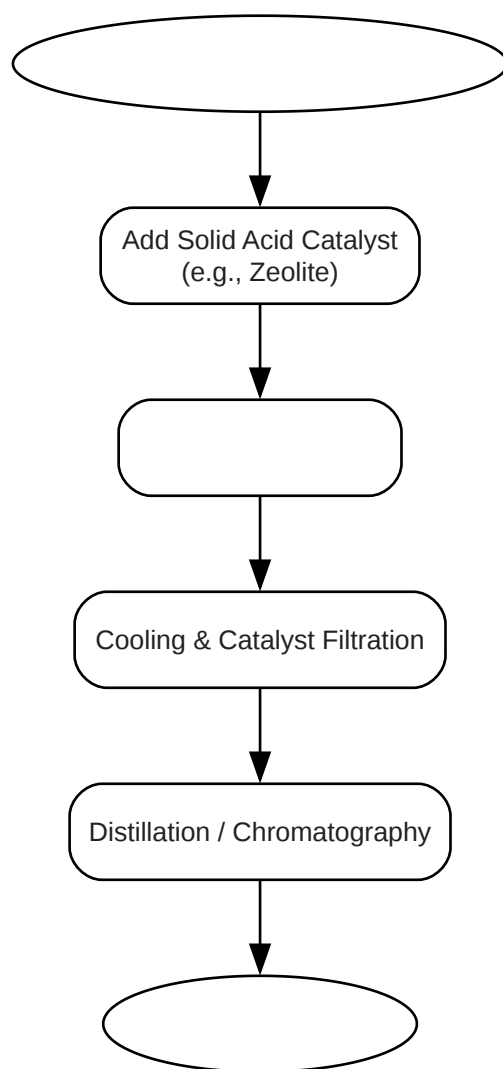 Add Solid Acid Catalyst
(e.g., Zeolite)
Cooling & Catalyst Filtration
Distillation / Chromatography